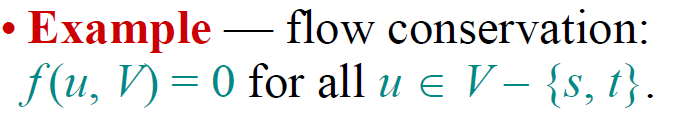 • Example — flow conservation:
f(u, V) = 0 for all u ∈ V – {s, t}.